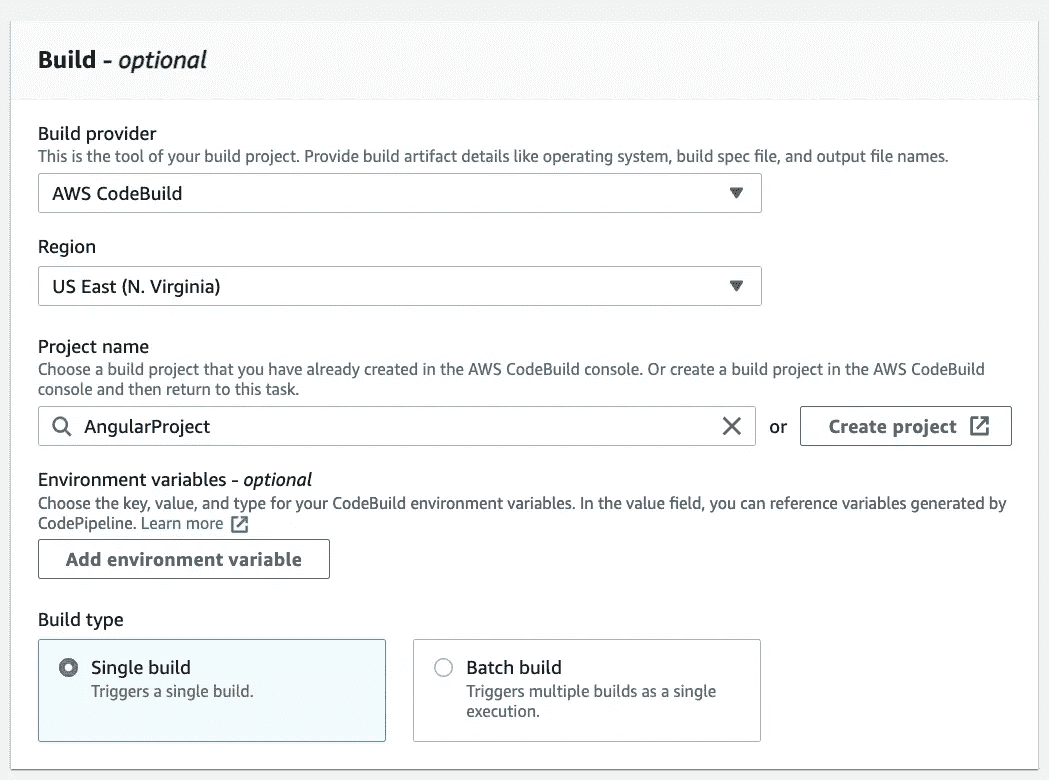 Build - optional
Build provider
This is the tool of your build project. Provide build artifact details like operating system, build spec file, and output file names.
AWS CodeBuild
Region
US East (N. Virginia)
Project name
Choose a build project that you have already created in the AWS CodeBuild console. Or create a build project in the AWS CodeBuild
console and then return to this task.
AngularProject
or
Create project
Environment variables - optional
Choose the key, value, and type for your CodeBuild environment variables. In the value field, you can reference variables generated by
CodePipeline. Learn more
Add environment variable
Build type
Single build
Triggers a single build.
Batch build
Triggers multiple builds as a single
execution.